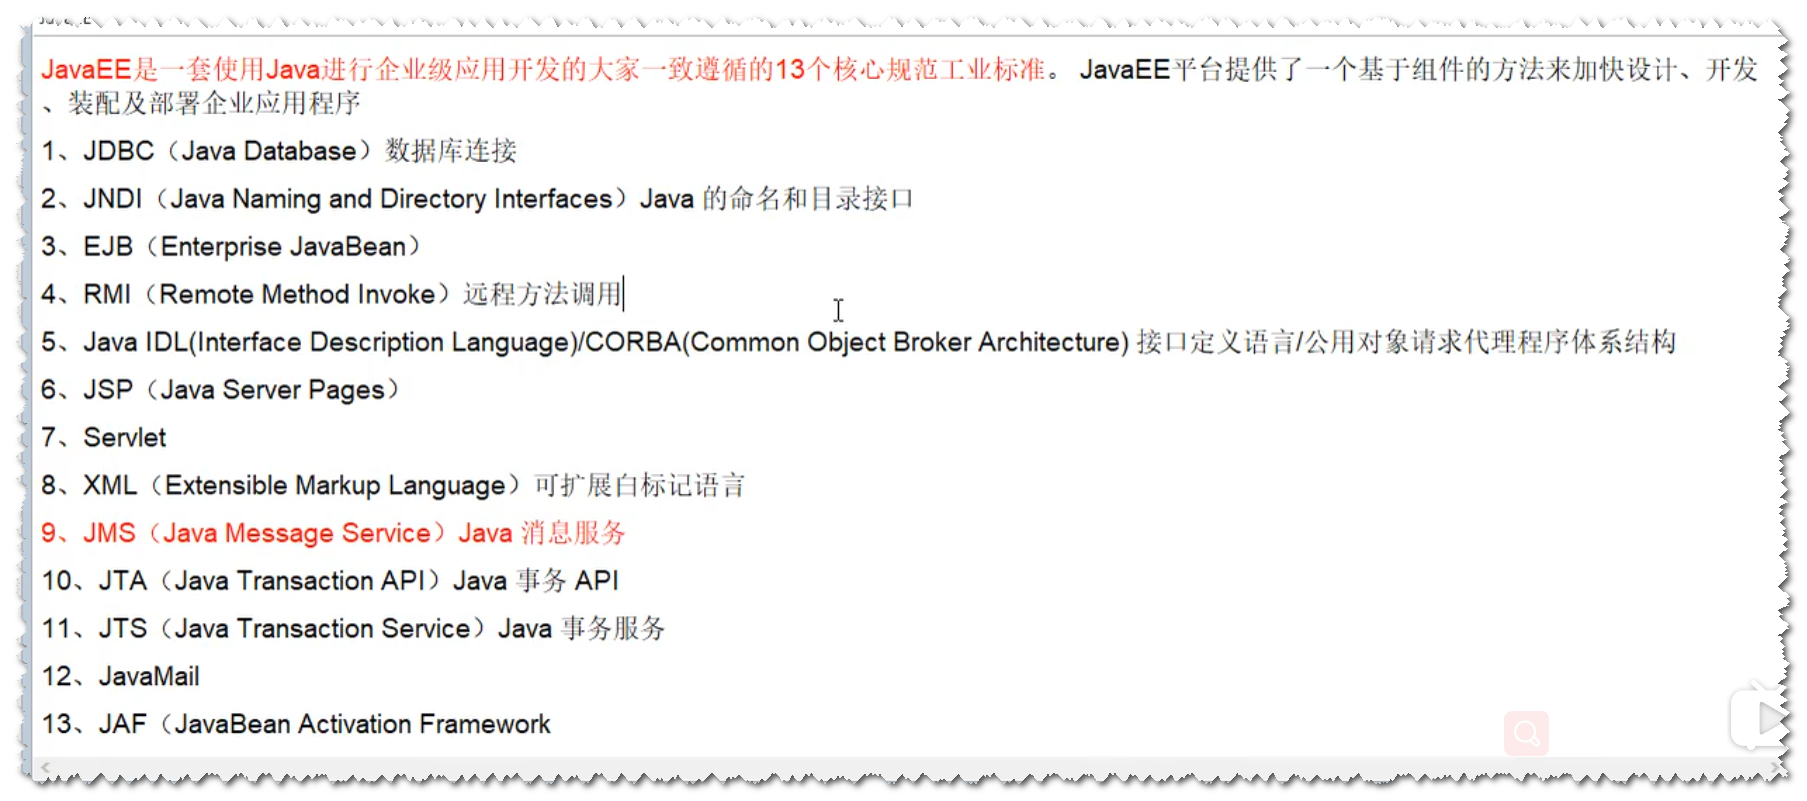 JavaEE是一套使用Java进行企业级应用开发的大家一致遵循的13个核心规范工业标准。 JavaEE平台提供了一个基于组件的方法来加快设计、开发
、装配及部署企业应用程序
1、JDBC（Java Database）数据库连接
2、JNDI（Java Naming and Directory Interfaces）Java 的命名和目录接口
3、EJB（Enterprise JavaBean）
4、RMI（Remote Method Invoke）远程方法调用
5、Java IDL(Interface Description Language)/CORBA(Common Object Broker Architecture) 接口定义语言/公用对象请求代理程序体系结构
6、JSP（Java Server Pages）
7、Servlet
8、XML（Extensible Markup Language）可扩展白标记语言
9、JMS（Java Message Service）Java 消息服务
10、JTA（Java Transaction API）Java 事务 API
11、JTS（Java Transaction Service）Java 事务服务
12、JavaMail
13、JAF（JavaBean Activation Framework